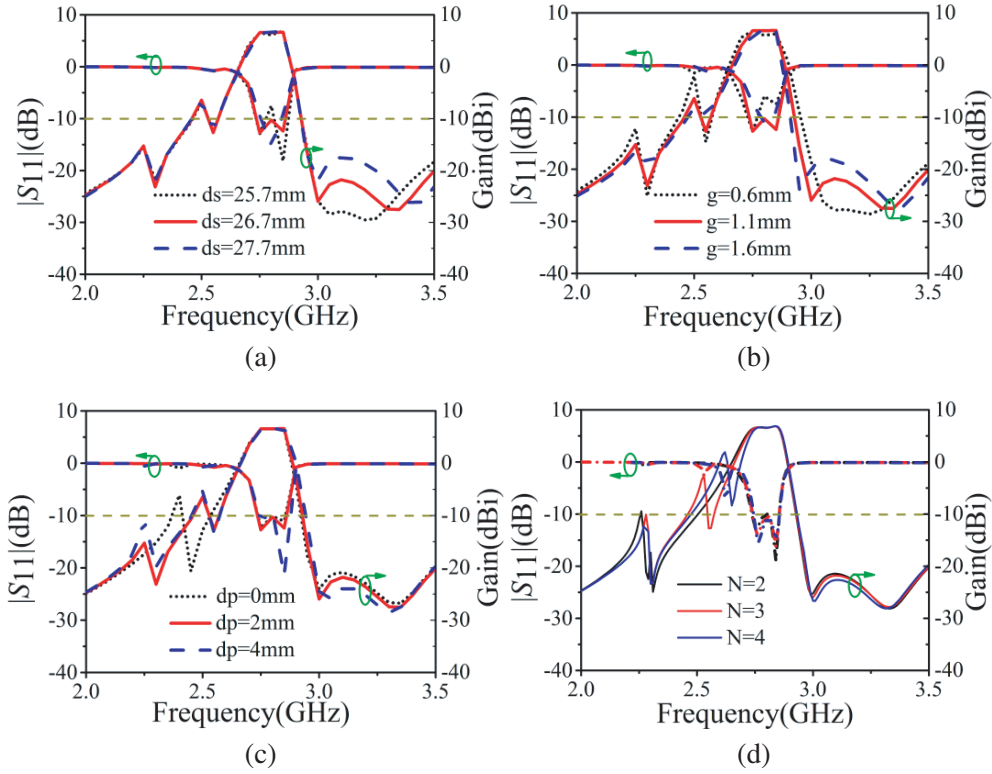 10
0
-10
-20
-30
-40
10
0
-10
-20
-30
-40
|S11|(dB)
Gain(dBi)
ds=25.7mm
ds=26.7mm
ds=27.7mm
2.0 2.5 3.0 3.5
Frequency(GHz)
(a)
10
0
-10
-20
-30
-40
10
0
-10
-20
-30
-40
|S11|(dB)
Gain(dBi)
g=0.6mm
g=1.1mm
g=1.6mm
2.0 2.5 3.0 3.5
Frequency(GHz)
(b)
10
0
-10
-20
-30
-40
10
0
-10
-20
-30
-40
|S11|(dB)
Gain(dBi)
dp=0mm
dp=2mm
dp=4mm
2.0 2.5 3.0 3.5
Frequency(GHz)
(c)
10
0
-10
-20
-30
-40
10
0
-10
-20
-30
-40
|S11|(dB)
Gain(dBi)
N=2
N=3
N=4
2.0 2.5 3.0 3.5
Frequency(GHz)
(d)